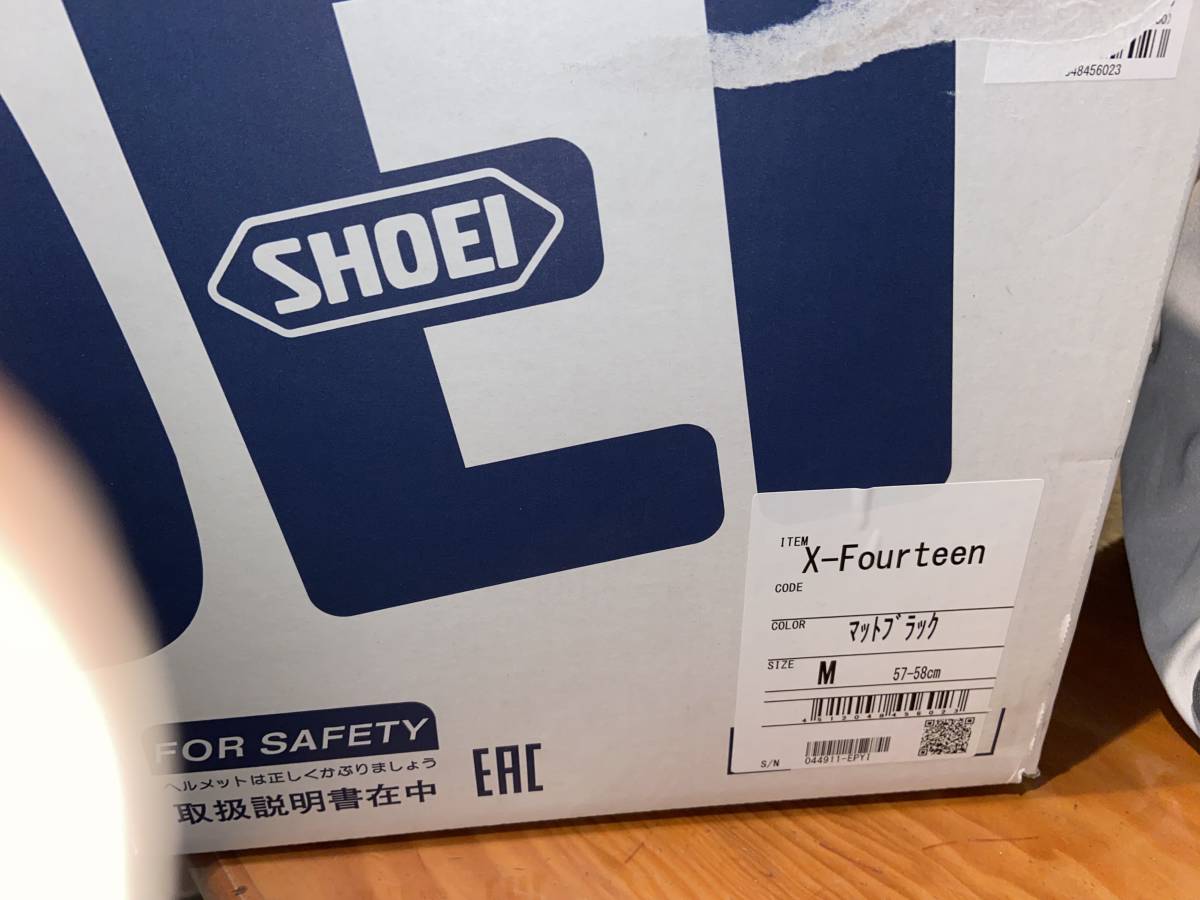 048456023
SHOEI
ITEM X-Fourteen
CODE
COLOR ﾏｯﾄﾌﾞﾗｯｸ
SIZE M 57-58cm
4512048456023
S/N 044911-EPYI
FOR SAFETY
ヘルメットは正しくかぶりましょう
取扱説明書在中
EAC